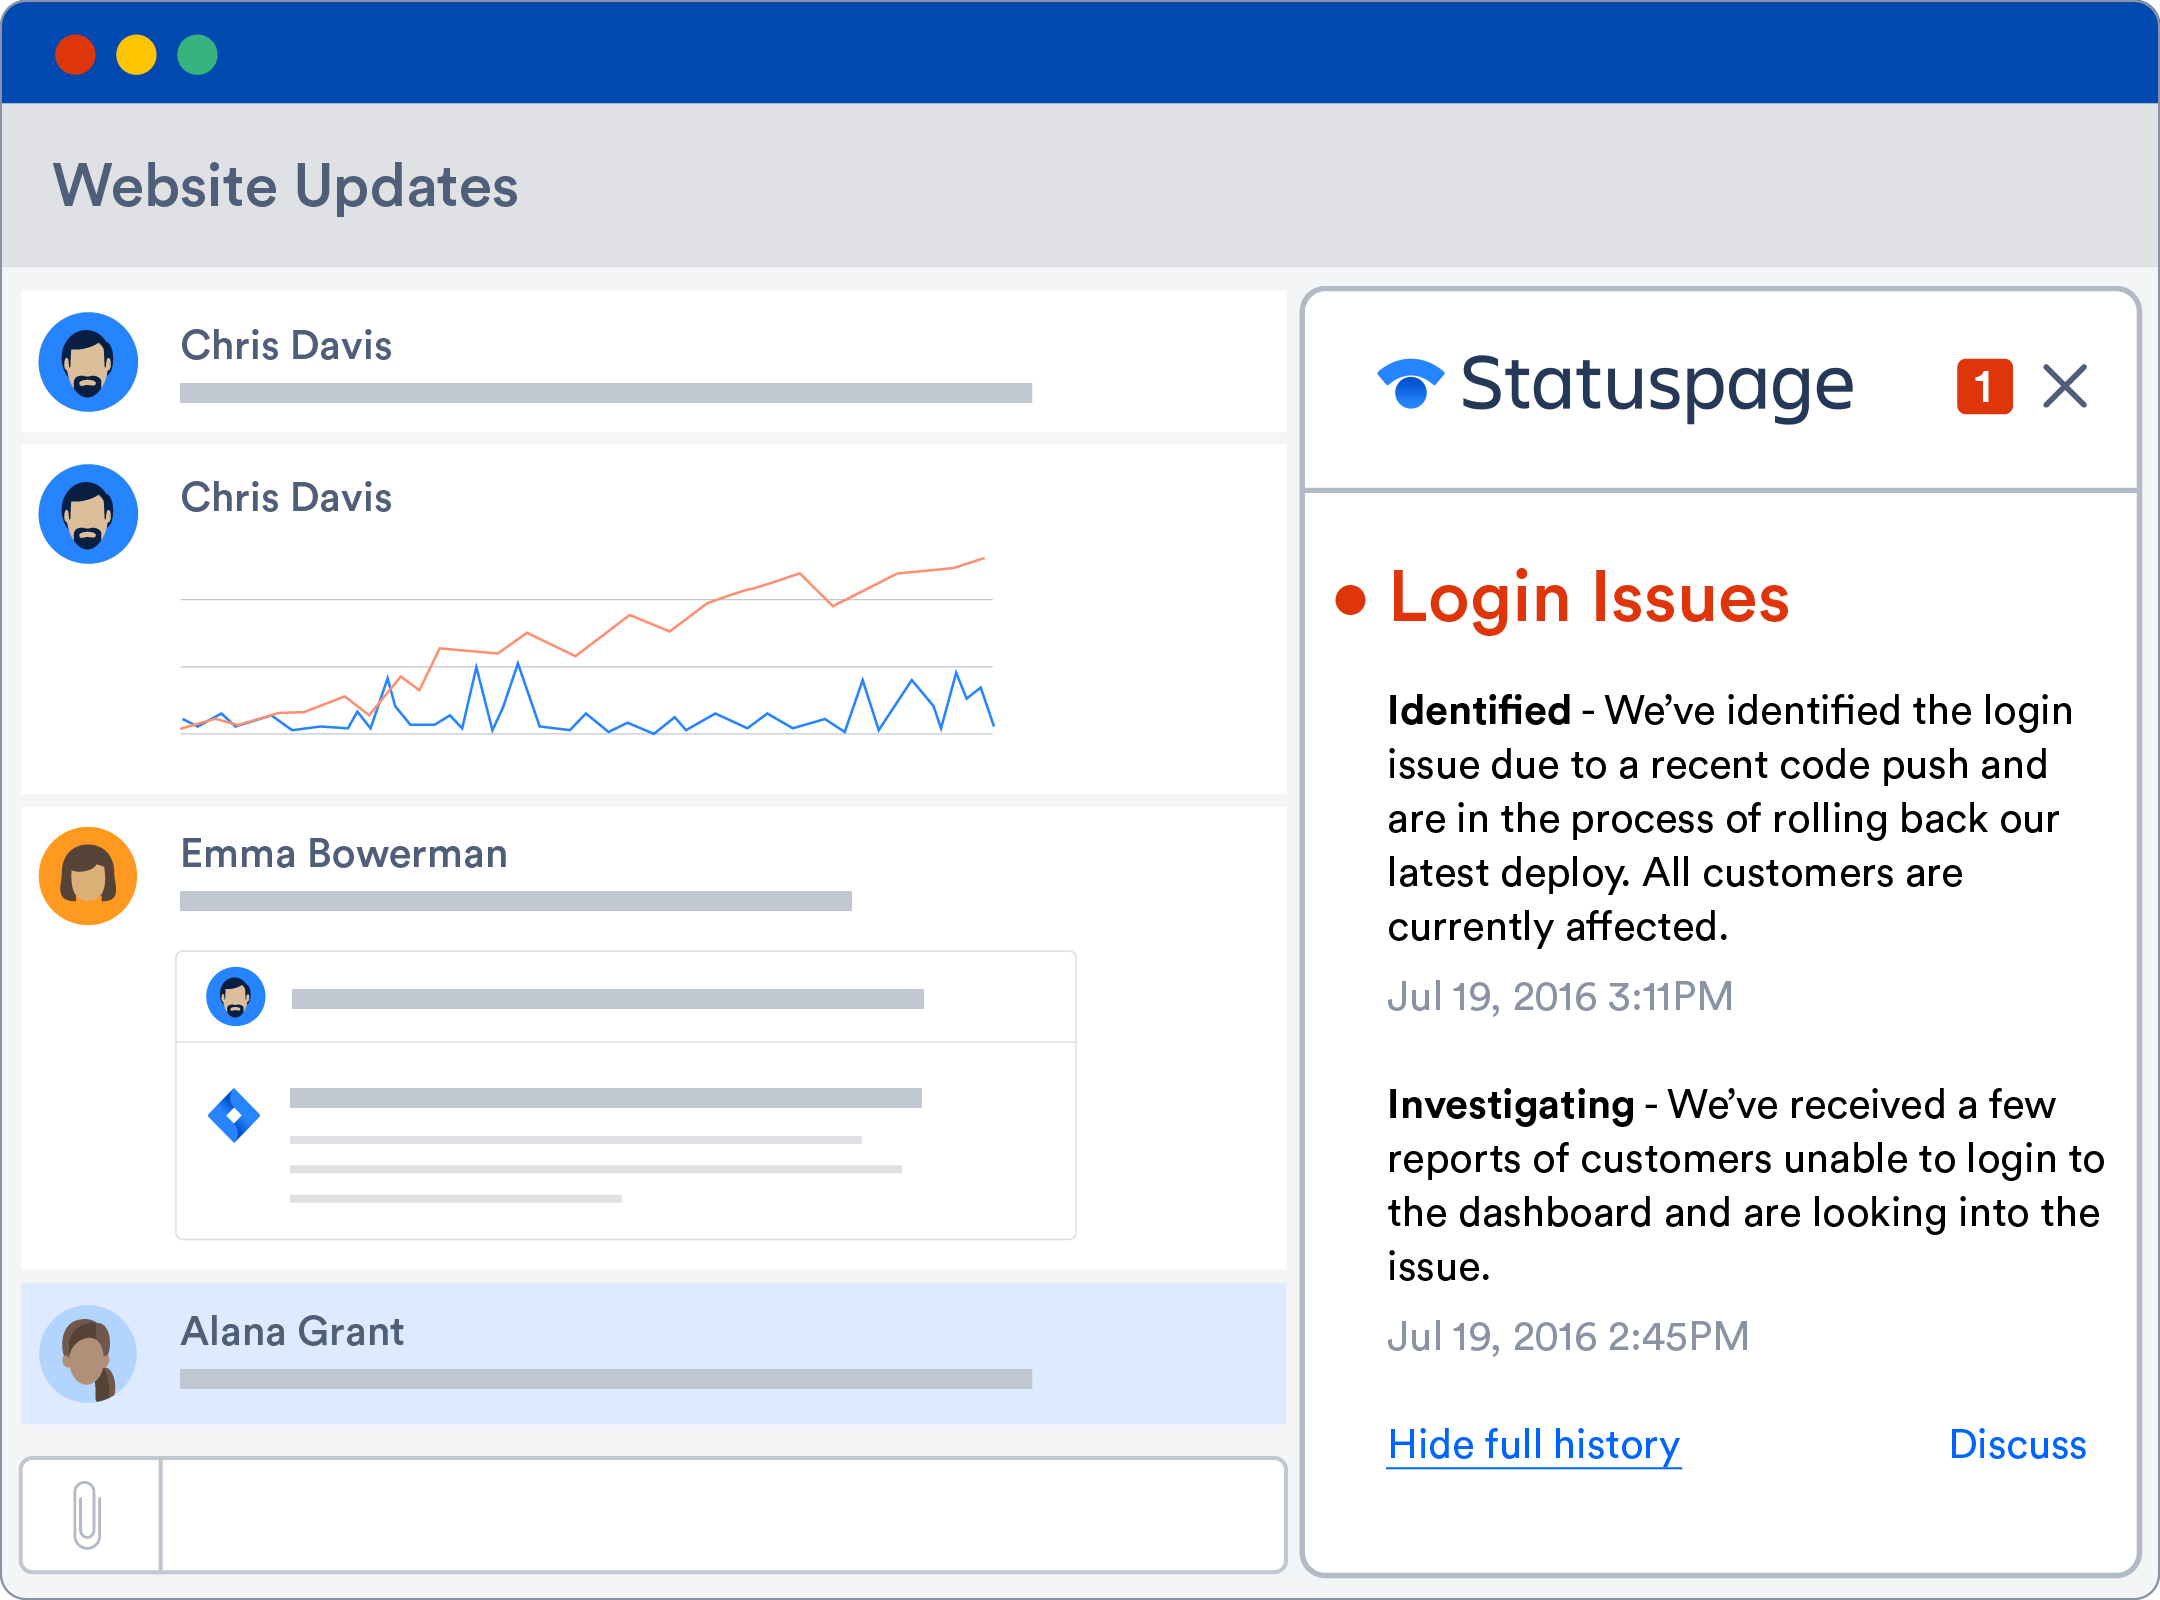 Website Updates
Chris Davis
Chris Davis
Emma Bowerman
Alana Grant
Statuspage
1
Login Issues
Identified - We’ve identified the login
issue due to a recent code push and
are in the process of rolling back our
latest deploy. All customers are
currently affected.
Jul 19, 2016 3:11PM
Investigating - We’ve received a few
reports of customers unable to login to
the dashboard and are looking into the
issue.
Jul 19, 2016 2:45PM
Hide full history
Discuss